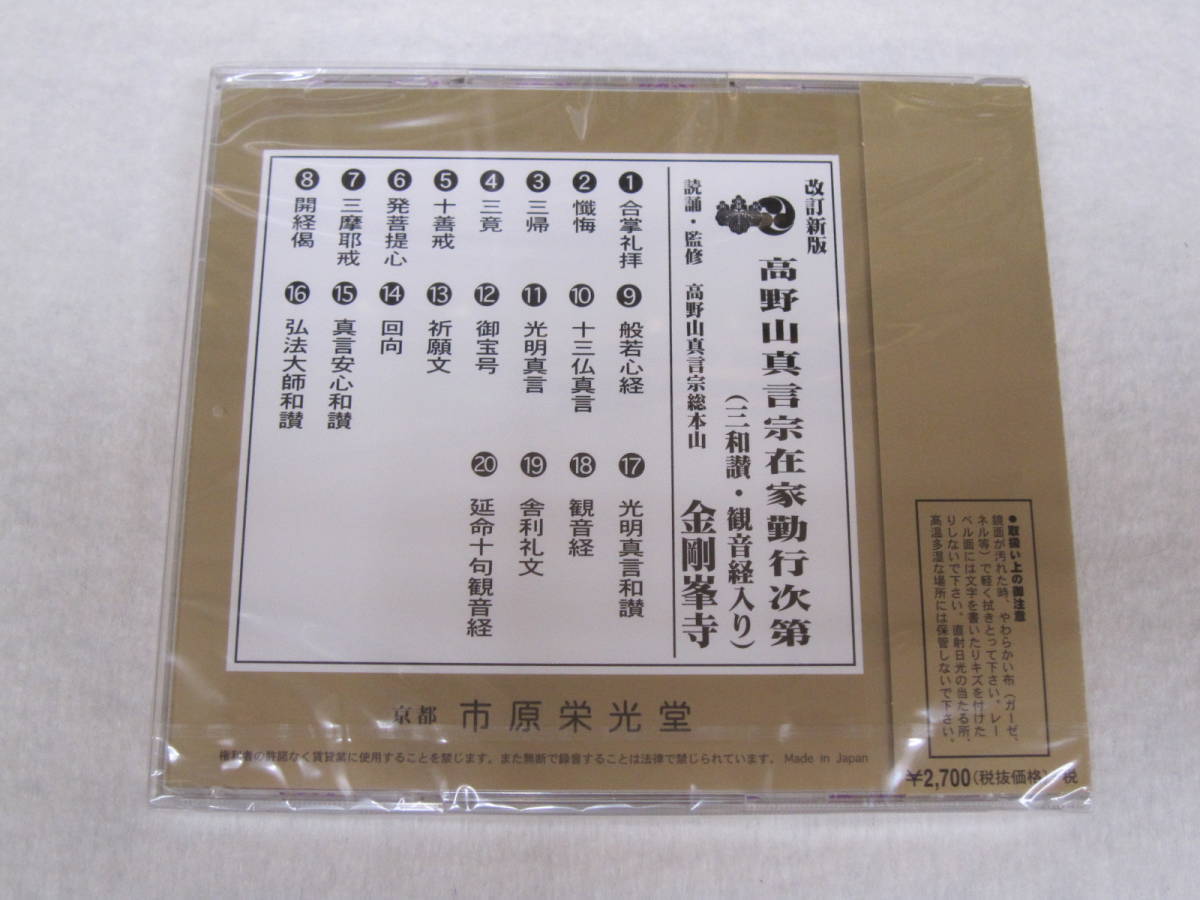 改訂新版
高野山真言宗在家勤行次第
(三和讃・観音経入り)
読誦・監修 高野山真言宗総本山 金剛峯寺
❶ 合掌礼拝
❷ 懺悔
❸ 三帰
❹ 三竟
❺ 十善戒
❻ 発菩提心
❼ 三摩耶戒
❽ 開経偈
❾ 般若心経
❿ 十三仏真言
⓫ 光明真言
⓬ 御宝号
⓭ 祈願文
⓮ 回向
⓯ 真言安心和讃
⓰ 弘法大師和讃
⓱ 光明真言和讃
⓲ 観音経
⓳ 舎利礼文
⓴ 延命十句観音経
京都 市原栄光堂
権利者の許諾なく賃貸業に使用することを禁じます。また無断で録音することは法律で禁じられています。 Made in Japan
●取扱い上の御注意
鏡面が汚れた時、やわらかい布(ガーゼ、
ネル等)で軽く拭きとって下さい。レー
ベル面には文字を書いたりキズを付けた
りしないで下さい。直射日光の当たる所、
高温多湿な場所には保管しないで下さい。
¥2,700(税抜価格)+税